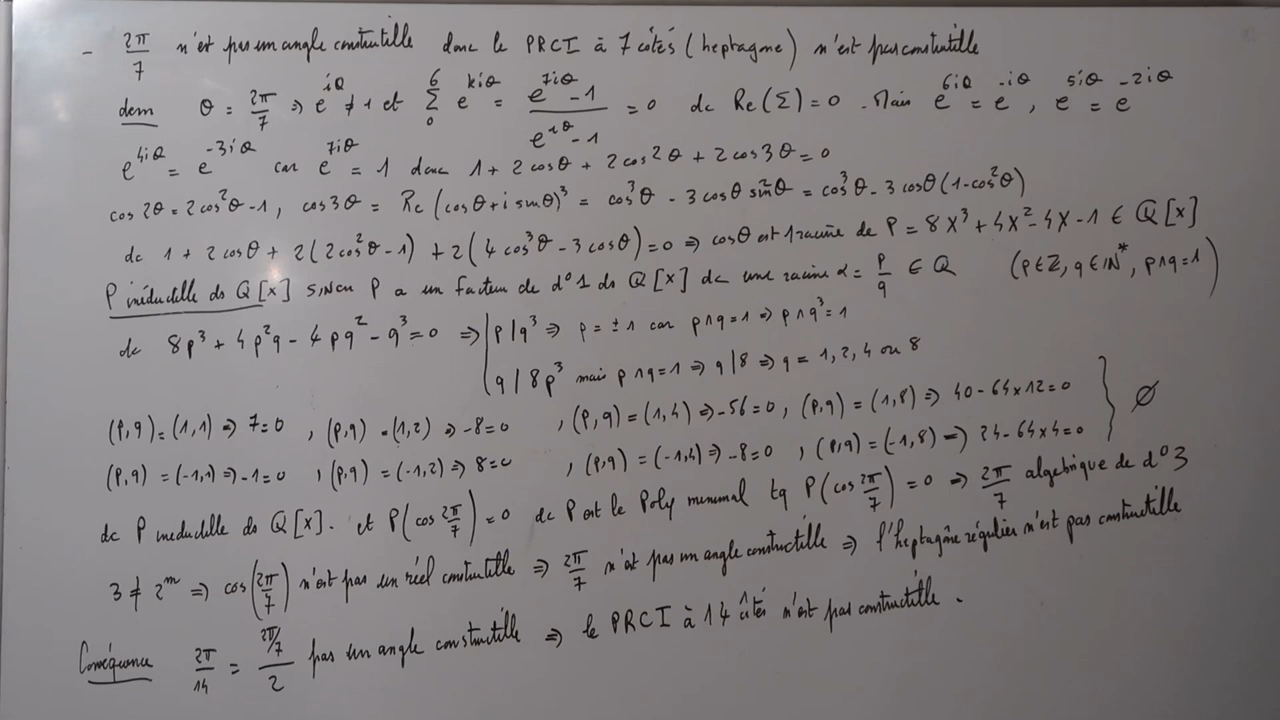 - 2π/7 n'est pas un angle constructible donc le PRCI à 7 côtés (heptagone) n'est pas constructible
dem θ = 2π/7 ⇒ e^{iθ} ≠ 1 et Σ_0^6 e^{kiθ} = (e^{7iθ} - 1)/(e^{iθ} - 1) = 0 dc Re(Σ) = 0. Mais e^{6iθ} = e^{-iθ}, e^{5iθ} = e^{-2iθ}
e^{4iθ} = e^{-3iθ} car e^{7iθ} = 1 donc 1 + 2cosθ + 2cos2θ + 2cos3θ = 0
cos2θ = 2cos²θ - 1, cos3θ = Re(cosθ + i sinθ)³ = cos³θ - 3cosθ sin²θ = cos³θ - 3cosθ(1 - cos²θ)
dc 1 + 2cosθ + 2(2cos²θ - 1) + 2(4cos³θ - 3cosθ) = 0 ⇒ cosθ est 1 racine de P = 8X³ + 4X² - 4X - 1 ∈ Q[X]
P irréductible ds Q[X] sinon P a un facteur de d°1 ds Q[X] dc une racine α = p/q ∈ Q (p∈Z, q∈IN*, p∧q=1)
dc 8p³ + 4p²q - 4pq² - q³ = 0 ⇒ | p|q³ ⇒ p = ±1 car p∧q=1 ⇒ p∧q³=1
q|8p³ mais p∧q=1 ⇒ q|8 ⇒ q = 1, 2, 4 ou 8
(p,q) = (1,1) ⇒ 7=0, (p,q) = (1,2) ⇒ -8=0, (p,q) = (1,4) ⇒ -56=0, (p,q) = (1,8) ⇒ 40-64×12=0 } ∅
(p,q) = (-1,1) ⇒ -1=0, (p,q) = (-1,2) ⇒ 8=0, (p,q) = (-1,4) ⇒ -8=0, (p,q) = (-1,8) ⇒ 24-64×4=0
dc P irreductible ds Q[X]. et P(cos 2π/7) = 0 dc P est le Poly minimal tq P(cos 2π/7) = 0 ⇒ 2π/7 algebrique de d°3
3 ≠ 2^m ⇒ cos(2π/7) n'est pas un réel constructible ⇒ 2π/7 n'est pas un angle constructible ⇒ l'heptagone régulier n'est pas constructible
Conséquence 2π/14 = (2π/7)/2 pas un angle constructible ⇒ le PRCI à 14 côtés n'est pas constructible.